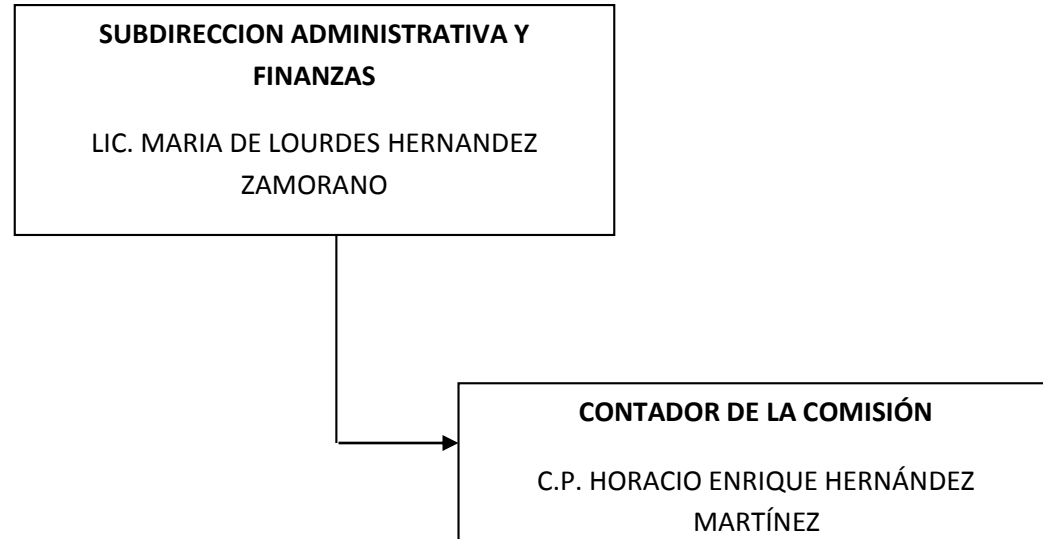 SUBDIRECCION ADMINISTRATIVA Y
FINANZAS
LIC. MARIA DE LOURDES HERNANDEZ
ZAMORANO
CONTADOR DE LA COMISIÓN
C.P. HORACIO ENRIQUE HERNÁNDEZ
MARTÍNEZ